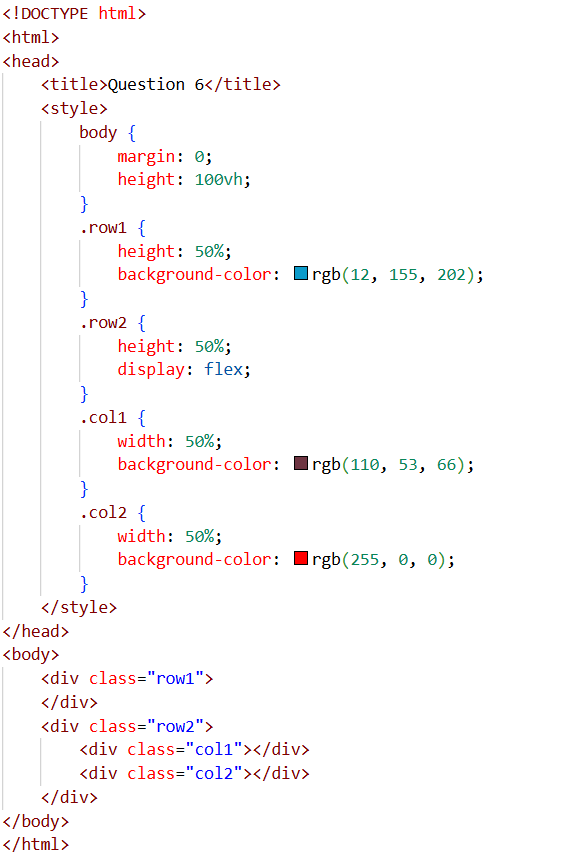 <!DOCTYPE html>
<html>
<head>
    <title>Question 6</title>
    <style>
        body {
            margin: 0;
            height: 100vh;
        }
        .row1 {
            height: 50%;
            background-color: rgb(12, 155, 202);
        }
        .row2 {
            height: 50%;
            display: flex;
        }
        .col1 {
            width: 50%;
            background-color: rgb(110, 53, 66);
        }
        .col2 {
            width: 50%;
            background-color: rgb(255, 0, 0);
        }
    </style>
</head>
<body>
    <div class="row1">
    </div>
    <div class="row2">
        <div class="col1"></div>
        <div class="col2"></div>
    </div>
</body>
</html>